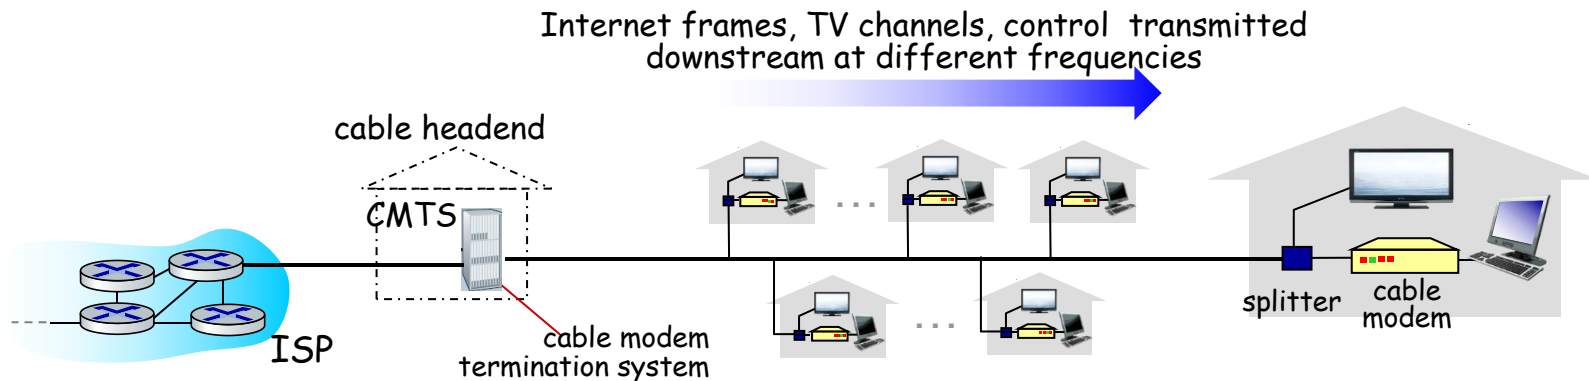 Internet frames, TV channels, control transmitted
downstream at different frequencies
cable headend
CMTS
ISP
cable modem
termination system
splitter
cable
modem